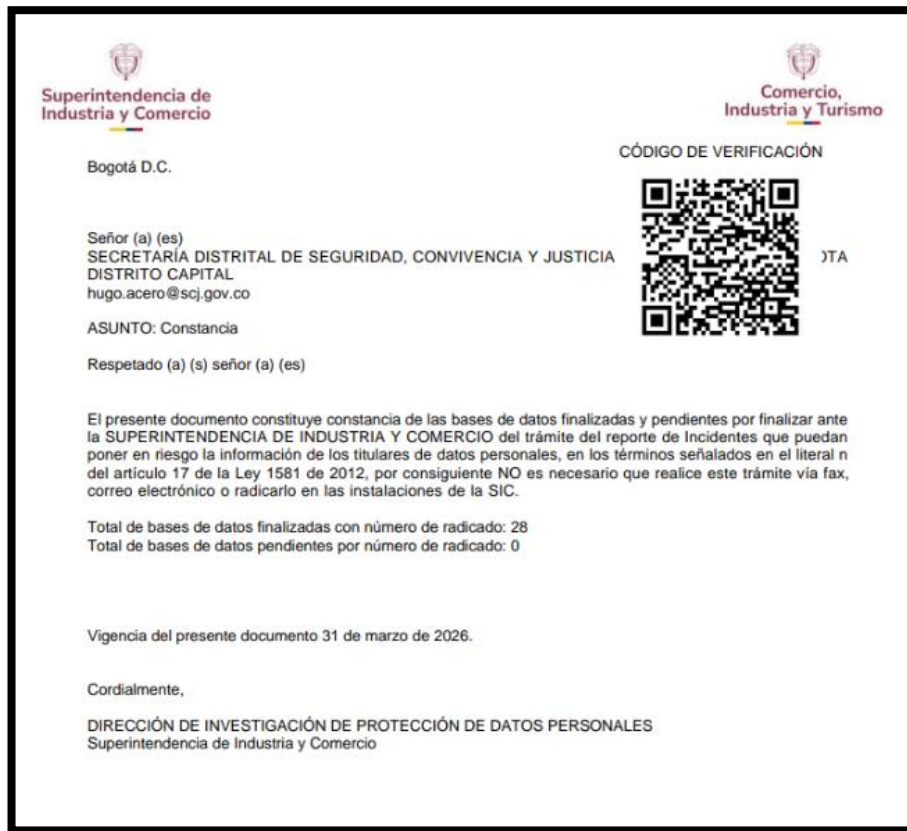 Superintendencia de
Industria y Comercio
Comercio,
Industria y Turismo
CÓDIGO DE VERIFICACIÓN
Bogotá D.C.
Señor (a) (es)
SECRETARÍA DISTRITAL DE SEGURIDAD, CONVIVENCIA Y JUSTICIA
DISTRITO CAPITAL
hugo.acero@scj.gov.co
ASUNTO: Constancia
Respetado (a) (s) señor (a) (es)
El presente documento constituye constancia de las bases de datos finalizadas y pendientes por finalizar ante
la SUPERINTENDENCIA DE INDUSTRIA Y COMERCIO del trámite del reporte de Incidentes que puedan
poner en riesgo la información de los titulares de datos personales, en los términos señalados en el literal n
del artículo 17 de la Ley 1581 de 2012, por consiguiente NO es necesario que realice este trámite vía fax,
correo electrónico o radicarlo en las instalaciones de la SIC.
Total de bases de datos finalizadas con número de radicado: 28
Total de bases de datos pendientes por número de radicado: 0
Vigencia del presente documento 31 de marzo de 2026.
Cordialmente,
DIRECCIÓN DE INVESTIGACIÓN DE PROTECCIÓN DE DATOS PERSONALES
Superintendencia de Industria y Comercio